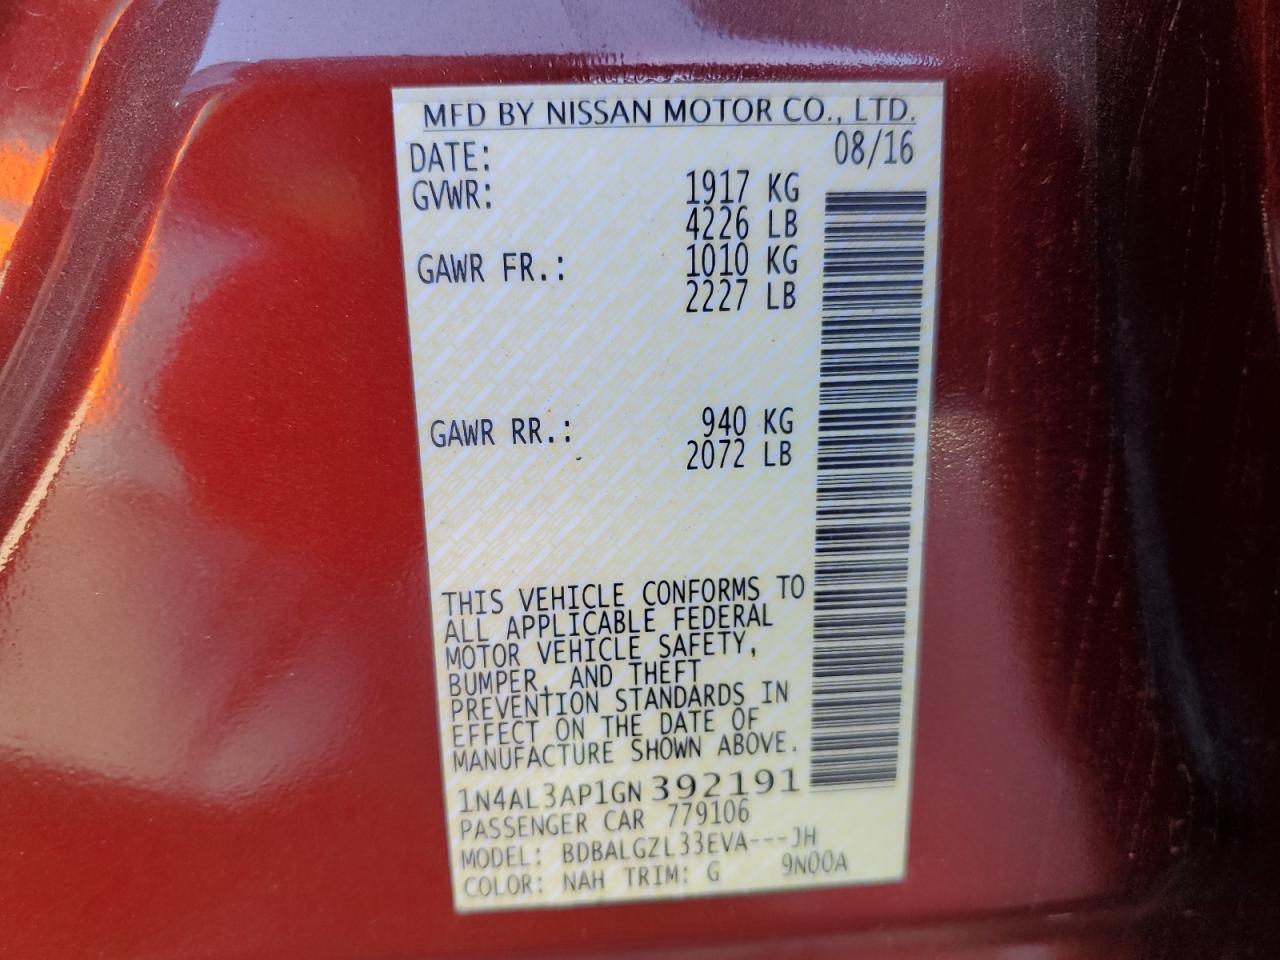 MFD BY NISSAN MOTOR CO., LTD.
DATE: 08/16
GVWR: 1917 KG
4226 LB
GAWR FR.: 1010 KG
2227 LB
GAWR RR.: 940 KG
2072 LB
THIS VEHICLE CONFORMS TO
ALL APPLICABLE FEDERAL
MOTOR VEHICLE SAFETY,
BUMPER, AND THEFT
PREVENTION STANDARDS IN
EFFECT ON THE DATE OF
MANUFACTURE SHOWN ABOVE.
1N4AL3AP1GN392191
PASSENGER CAR 779106
MODEL: BDBALGZL33EVA---JH
COLOR: NAH TRIM: G 9N00A